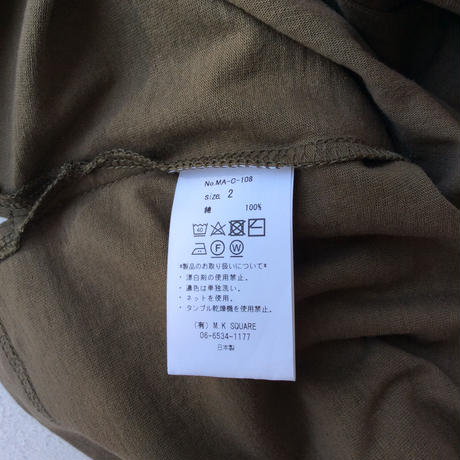 No.MA-C-108
size. 2
綿 100%
40
F W
*製品のお取り扱いについて*
・漂白剤の使用禁止。
・濃色は単独洗い。
・ネットを使用。
・タンブル乾燥機を使用禁止。
(有) M.K SQUARE
06-6534-1177
日本製